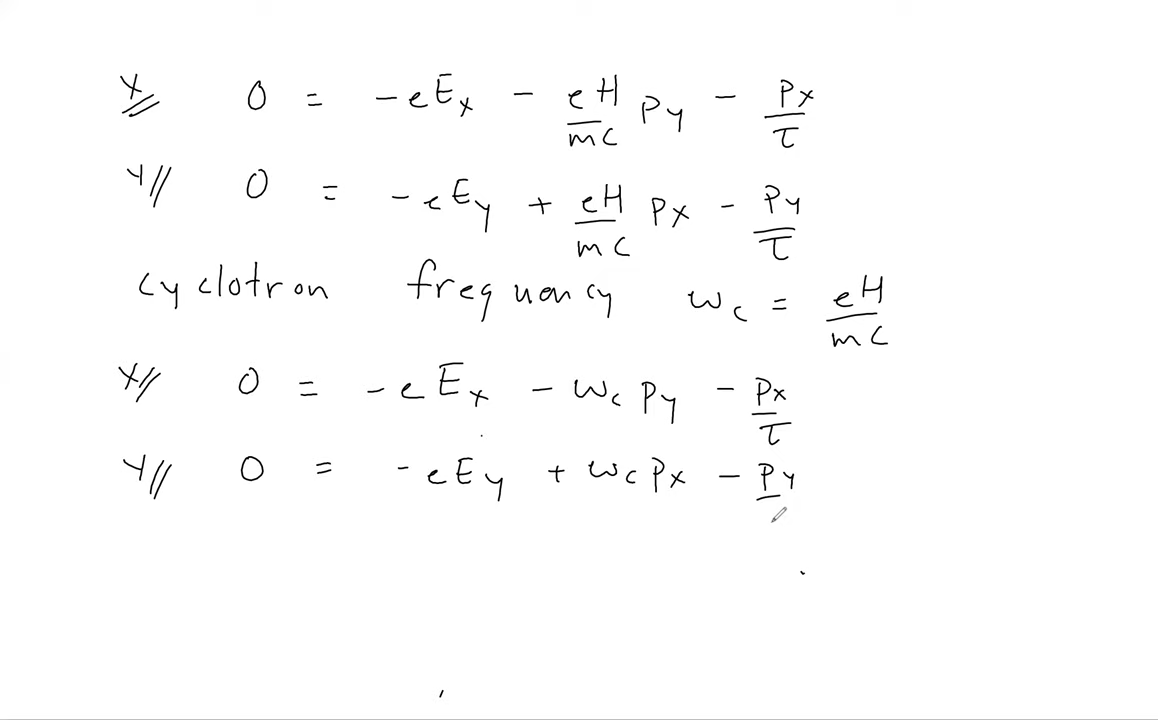 X// 0 = -eEx - eH/mc Py - Px/τ
Y// 0 = -eEy + eH/mc Px - Py/τ
cyclotron frequency ωc = eH/mc
X// 0 = -eEx - ωc Py - Px/τ
Y// 0 = -eEy + ωc Px - Py/